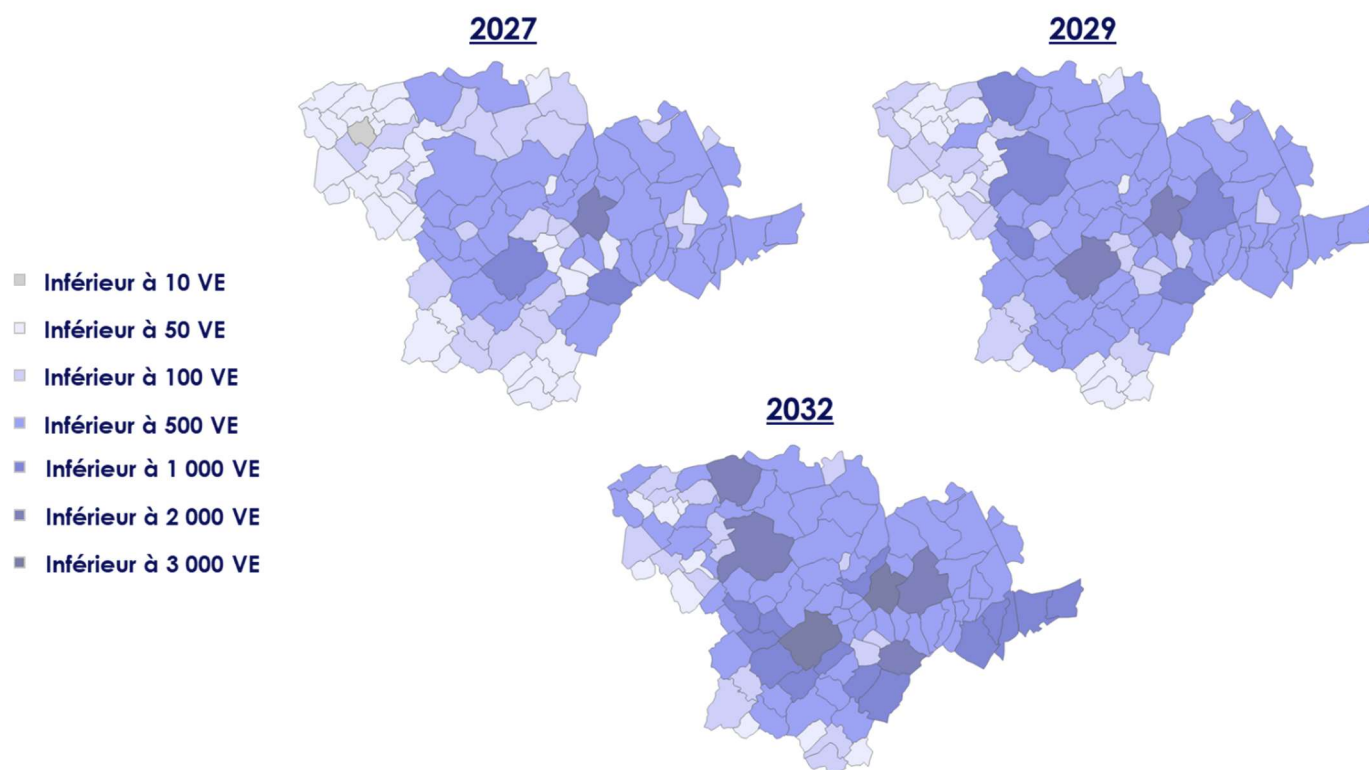 2027
2029
Inférieur à 10 VE
Inférieur à 50 VE
Inférieur à 100 VE
Inférieur à 500 VE
Inférieur à 1 000 VE
Inférieur à 2 000 VE
Inférieur à 3 000 VE
2032